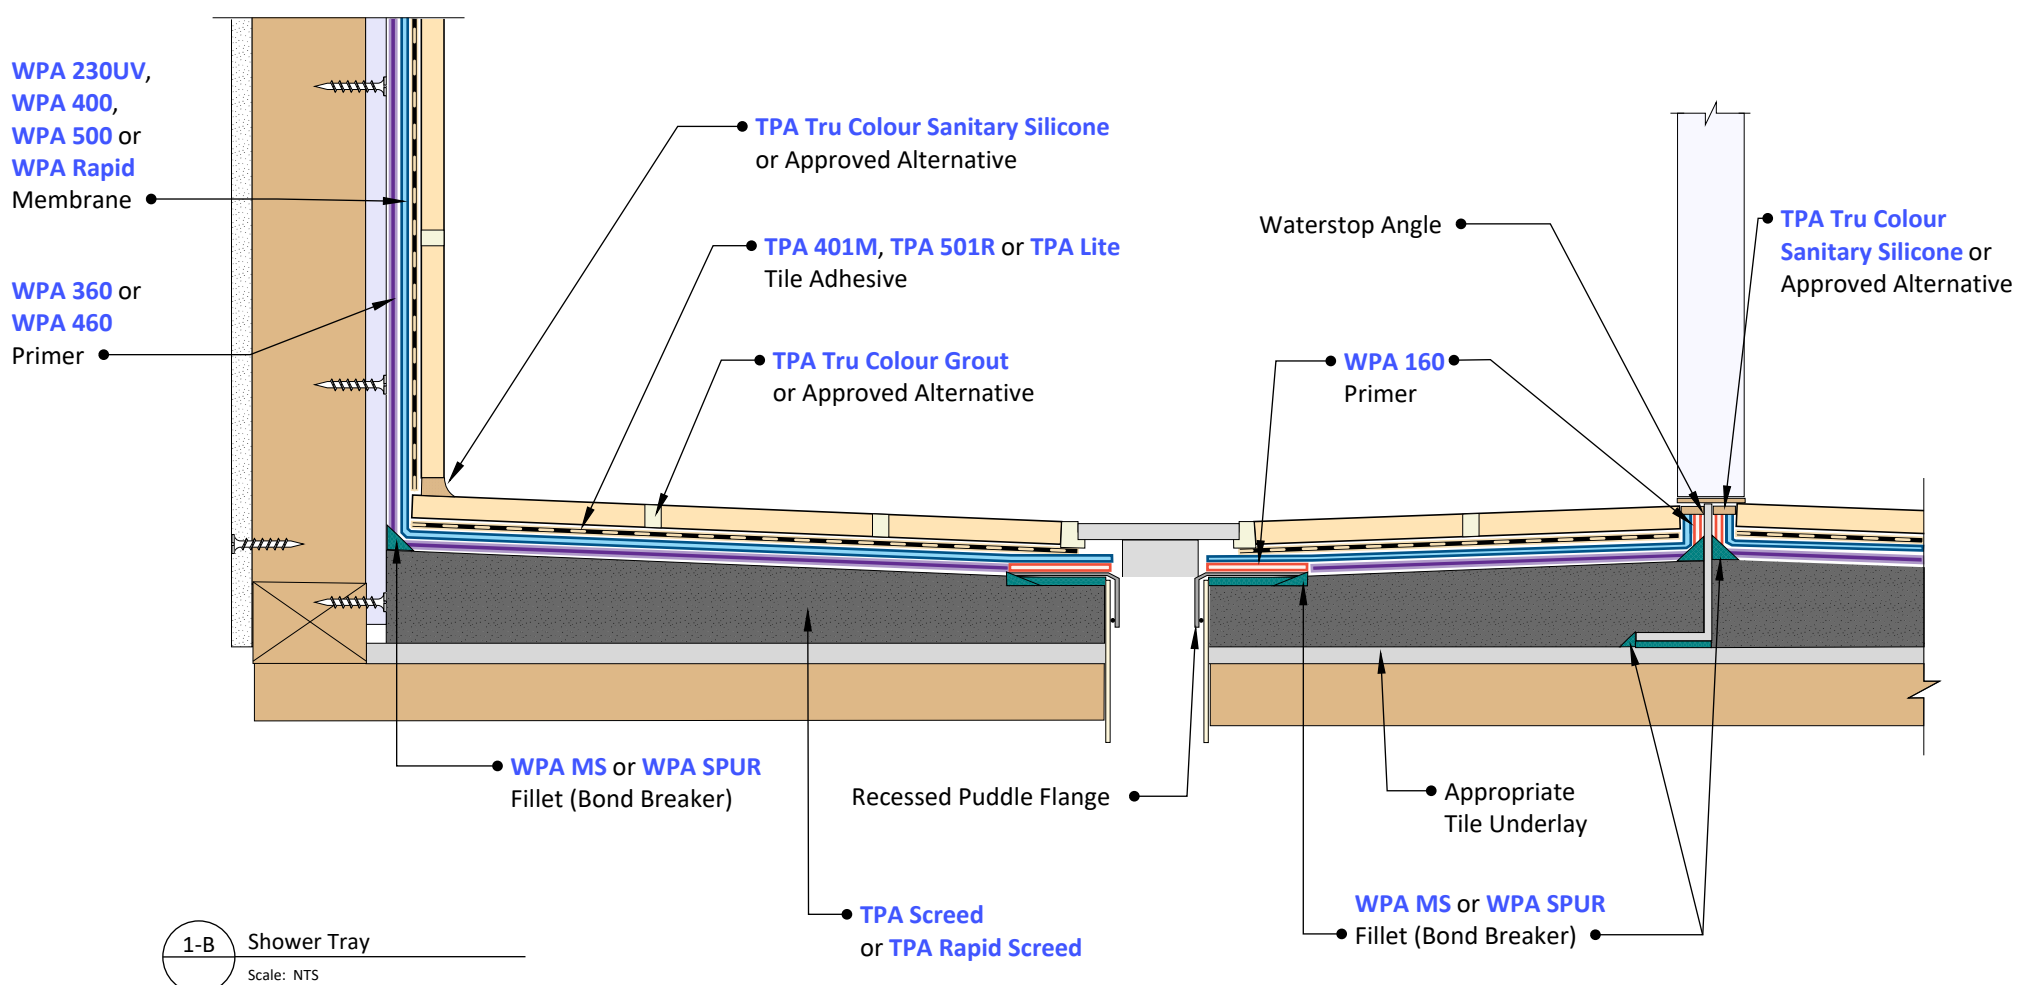 WPA 230UV,
WPA 400,
WPA 500 or
WPA Rapid
Membrane
WPA 360 or
WPA 460
Primer
TPA Tru Colour Sanitary Silicone
or Approved Alternative
TPA 401M, TPA 501R or TPA Lite
Tile Adhesive
TPA Tru Colour Grout
or Approved Alternative
Waterstop Angle
TPA Tru Colour
Sanitary Silicone or
Approved Alternative
WPA 160
Primer
WPA MS or WPA SPUR
Fillet (Bond Breaker)
Recessed Puddle Flange
Appropriate
Tile Underlay
TPA Screed
or TPA Rapid Screed
WPA MS or WPA SPUR
Fillet (Bond Breaker)
1-B Shower Tray
Scale: NTS